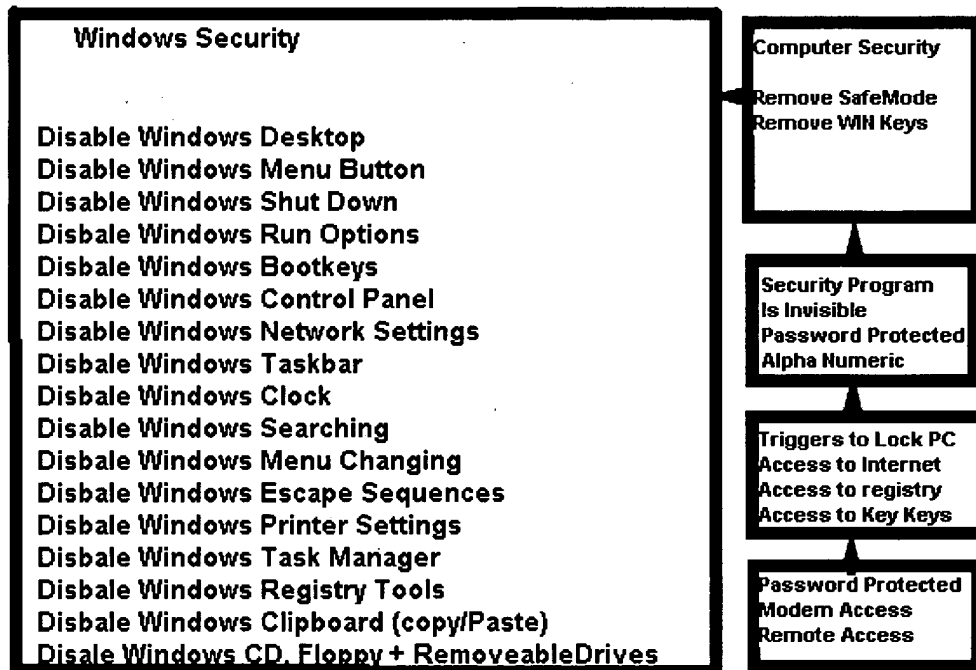 Windows Security
Disable Windows Desktop
Disable Windows Menu Button
Disable Windows Shut Down
Disbale Windows Run Options
Disbale Windows Bootkeys
Disable Windows Control Panel
Disable Windows Network Settings
Disbale Windows Taskbar
Disbale Windows Clock
Disable Windows Searching
Disable Windows Menu Changing
Disbale Windows Escape Sequences
Disbale Windows Printer Settings
Disbale Windows Task Manager
Disbale Windows Registry Tools
Disbale Windows Clipboard (copy/Paste)
Disale Windows CD, Floppy + RemoveableDrives
Computer Security
Remove SafeMode
Remove WIN Keys
Security Program
Is Invisible
Password Protected
Alpha Numeric
Triggers to Lock PC
Access to Internet
Access to registry
Access to Key Keys
Password Protected
Modem Access
Remote Access